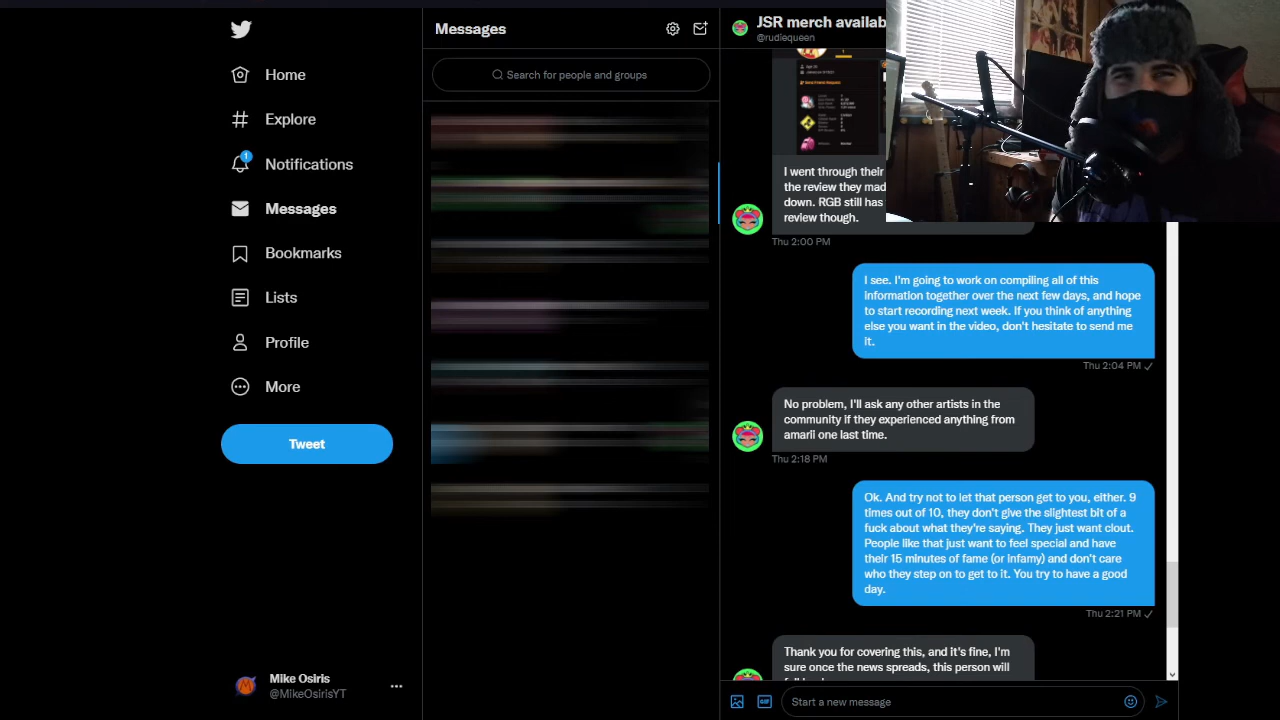 Home
Explore
1
Notifications
Messages
Bookmarks
Lists
Profile
More
Tweet
Mike Osiris
@MikeOsirisYT
Messages
Search for people and groups
JSR merch availab
@rudiequeen
I went through their
the review they mad
down. RGB still has
review though.
Thu 2:00 PM
I see. I'm going to work on compiling all of this
information together over the next few days, and hope
to start recording next week. If you think of anything
else you want in the video, don't hesitate to send me
it.
Thu 2:04 PM
No problem, I'll ask any other artists in the
community if they experienced anything from
amarii one last time.
Thu 2:18 PM
Ok. And try not to let that person get to you, either. 9
times out of 10, they don't give the slightest bit of a
fuck about what they're saying. They just want clout.
People like that just want to feel special and have
their 15 minutes of fame (or infamy) and don't care
who they step on to get to it. You try to have a good
day.
Thu 2:21 PM
Thank you for covering this, and it's fine, I'm
sure once the news spreads, this person will
GIF
Start a new message